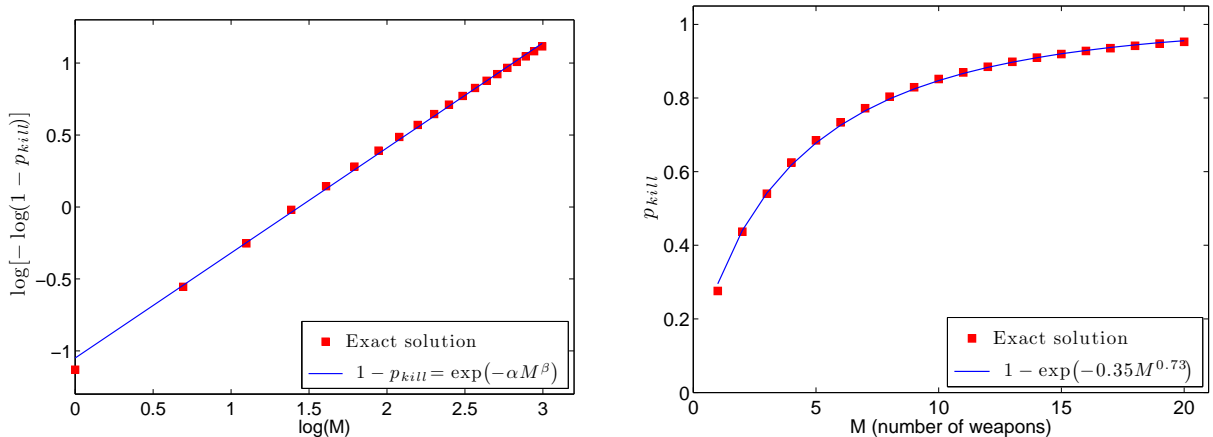 log[− log(1 − p_kill)]
1
0.5
0
−0.5
−1
0 0.5 1 1.5 2 2.5 3
log(M)
Exact solution
1 − p_kill = exp(−αM^β)
p_kill
1
0.8
0.6
0.4
0.2
0
0 5 10 15 20
M (number of weapons)
Exact solution
1 − exp(−0.35M^0.73)